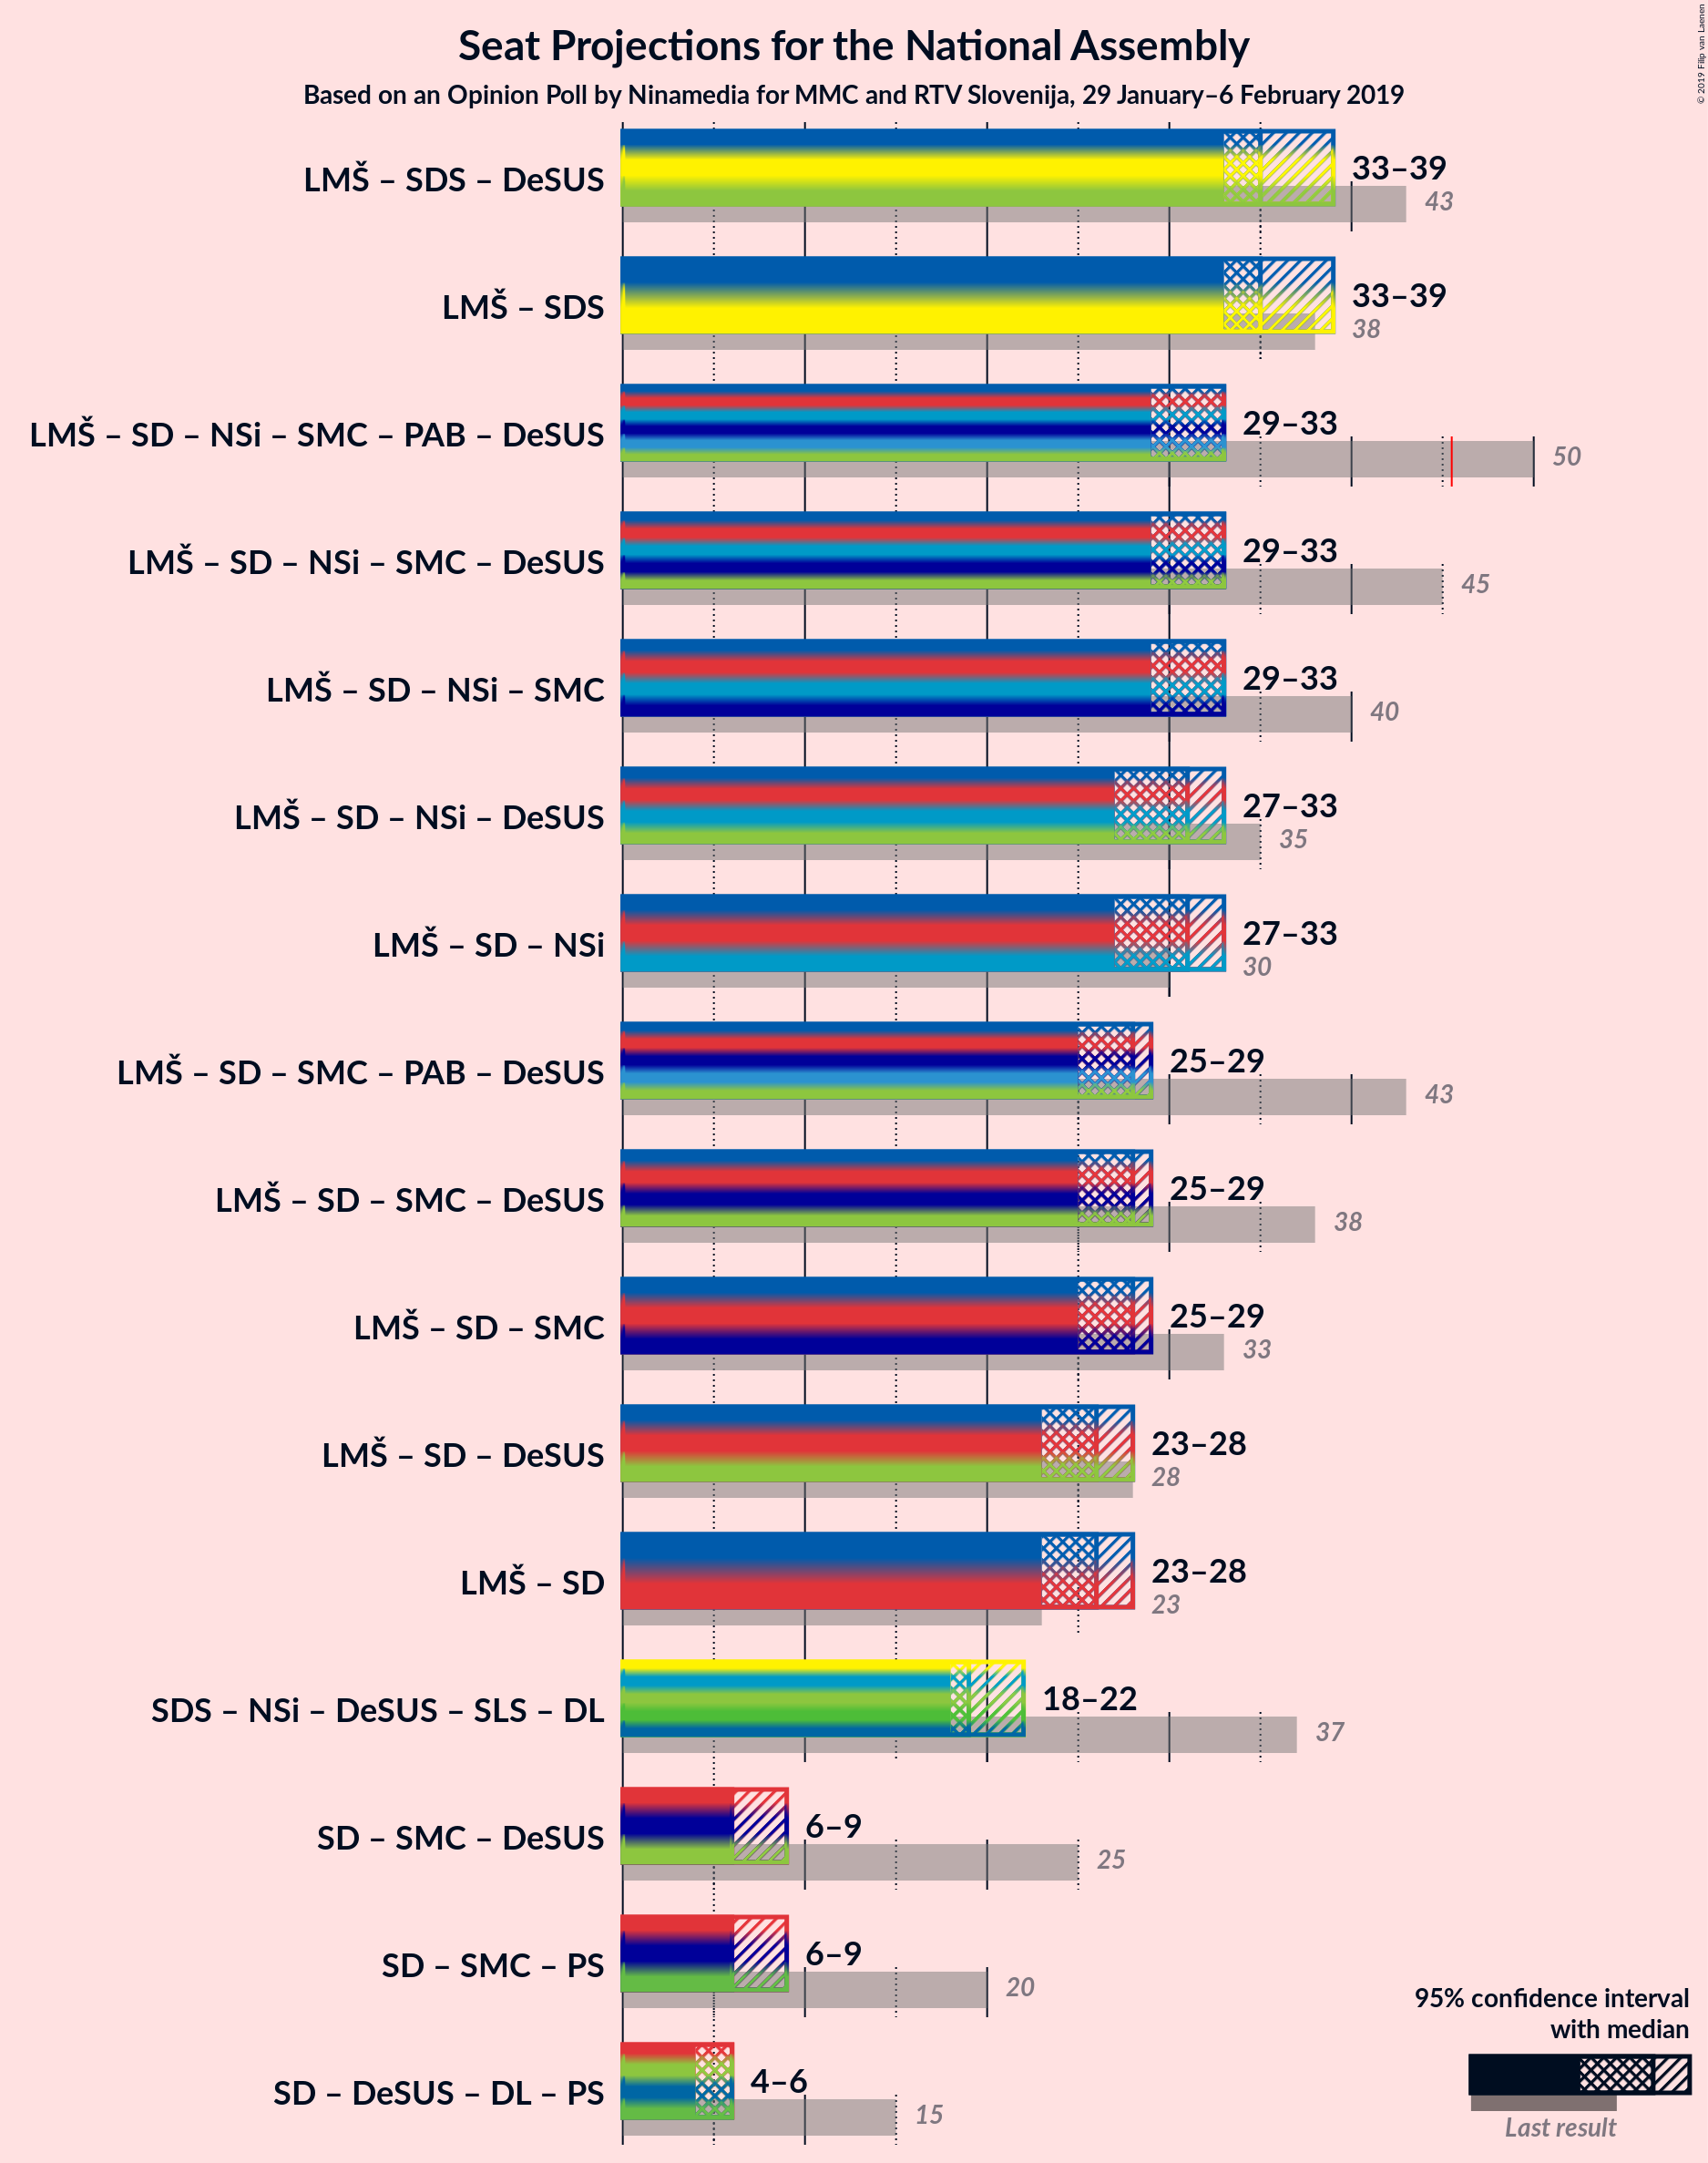 Seat Projections for the National Assembly
Based on an Opinion Poll by Ninamedia for MMC and RTV Slovenija, 29 January–6 February 2019
© 2019 Filip van Laenen
LMŠ – SDS – DeSUS
33–39
43
LMŠ – SDS
33–39
38
LMŠ – SD – NSi – SMC – PAB – DeSUS
29–33
50
LMŠ – SD – NSi – SMC – DeSUS
29–33
45
LMŠ – SD – NSi – SMC
29–33
40
LMŠ – SD – NSi – DeSUS
27–33
35
LMŠ – SD – NSi
27–33
30
LMŠ – SD – SMC – PAB – DeSUS
25–29
43
LMŠ – SD – SMC – DeSUS
25–29
38
LMŠ – SD – SMC
25–29
33
LMŠ – SD – DeSUS
23–28
28
LMŠ – SD
23–28
23
SDS – NSi – DeSUS – SLS – DL
18–22
37
SD – SMC – DeSUS
6–9
25
SD – SMC – PS
6–9
20
SD – DeSUS – DL – PS
4–6
15
95% confidence interval
with median
Last result